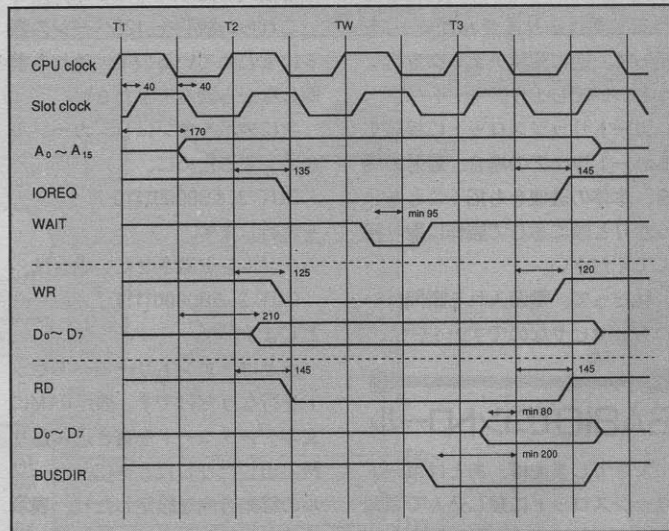 T1 T2 TW T3
CPU clock
40 40
Slot clock
170
A0～A15
135 145
IOREQ
WAIT
min 95
125 120
WR
210
D0～D7
145 145
RD
min 80
D0～D7
min 200
BUSDIR